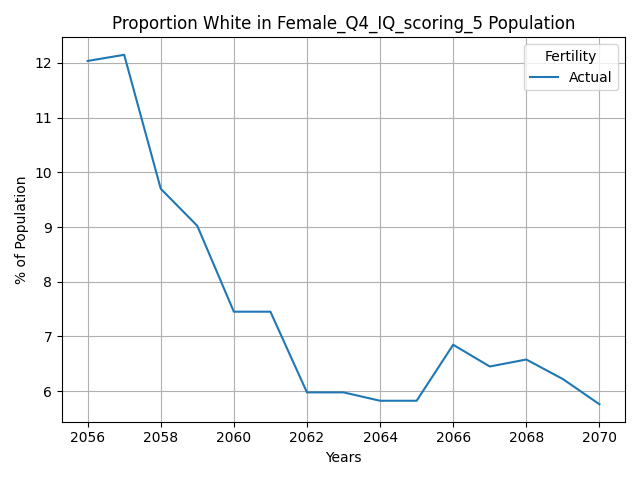 Proportion White in Female_Q4_IQ_scoring_5 Population
Fertility
Actual
% of Population
12
11
10
9
8
7
6
2056 2058 2060 2062 2064 2066 2068 2070
Years